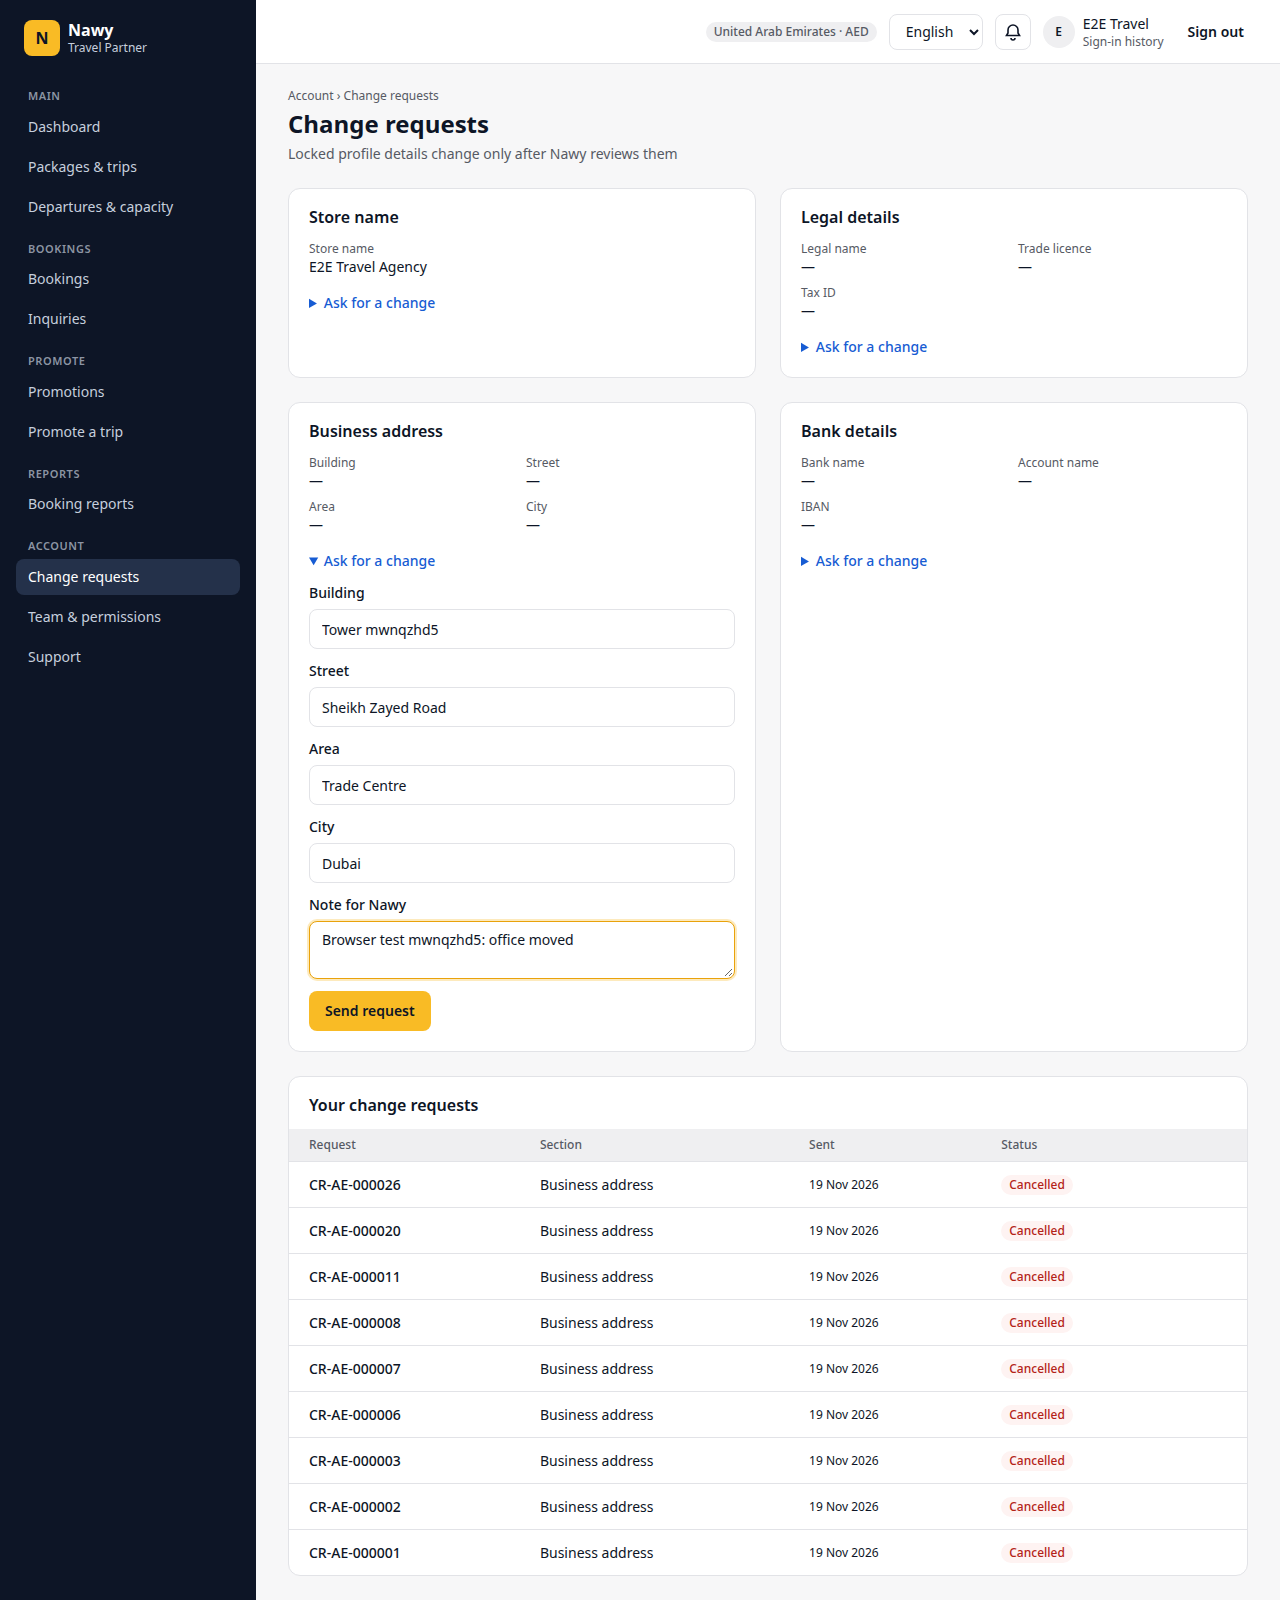 N
Nawy
Travel Partner
MAIN
Dashboard
Packages & trips
Departures & capacity
BOOKINGS
Bookings
Inquiries
PROMOTE
Promotions
Promote a trip
REPORTS
Booking reports
ACCOUNT
Change requests
Team & permissions
Support
United Arab Emirates · AED
English
E
E2E Travel
Sign-in history
Sign out
Account › Change requests
Change requests
Locked profile details change only after Nawy reviews them
Store name
Store name
E2E Travel Agency
Ask for a change
Legal details
Legal name Trade licence
— —
Tax ID
—
Ask for a change
Business address
Building Street
— —
Area City
— —
Ask for a change
Building
Tower mwnqzhd5
Street
Sheikh Zayed Road
Area
Trade Centre
City
Dubai
Note for Nawy
Browser test mwnqzhd5: office moved
Send request
Bank details
Bank name Account name
— —
IBAN
—
Ask for a change
Your change requests
Request Section Sent Status
CR-AE-000026 Business address 19 Nov 2026 Cancelled
CR-AE-000020 Business address 19 Nov 2026 Cancelled
CR-AE-000011 Business address 19 Nov 2026 Cancelled
CR-AE-000008 Business address 19 Nov 2026 Cancelled
CR-AE-000007 Business address 19 Nov 2026 Cancelled
CR-AE-000006 Business address 19 Nov 2026 Cancelled
CR-AE-000003 Business address 19 Nov 2026 Cancelled
CR-AE-000002 Business address 19 Nov 2026 Cancelled
CR-AE-000001 Business address 19 Nov 2026 Cancelled